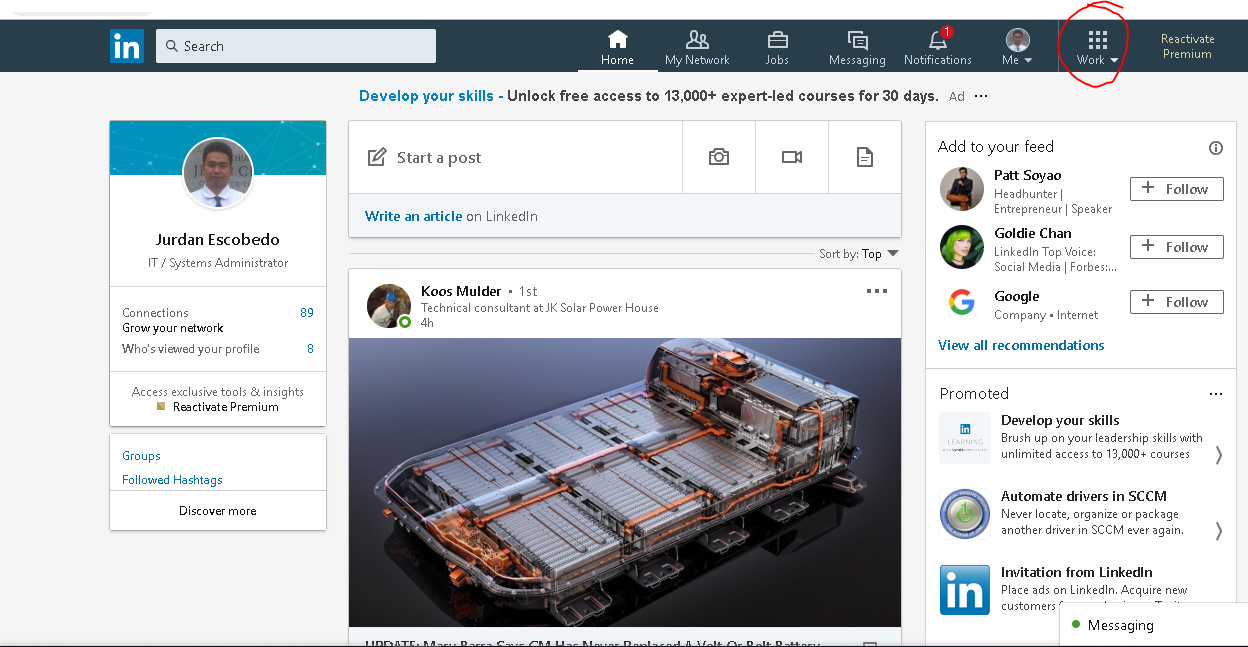 in
Search
Home
My Network
Jobs
Messaging
1
Notifications
Me
Work
Reactivate
Premium
Develop your skills - Unlock free access to 13,000+ expert-led courses for 30 days. Ad ...
Jurdan Escobedo
IT / Systems Administrator
Connections 89
Grow your network
Who's viewed your profile 8
Access exclusive tools & insights
Reactivate Premium
Groups
Followed Hashtags
Discover more
Start a post
Write an article on LinkedIn
Sort by: Top
Koos Mulder • 1st
Technical consultant at JK Solar Power House
4h
UPDATE: Mary Barra Says GM Has Never Replaced A Volt Or Bolt Battery
Add to your feed
Patt Soyao
Headhunter |
Entrepreneur | Speaker
+ Follow
Goldie Chan
LinkedIn Top Voice:
Social Media | Forbes:...
+ Follow
G
Google
Company • Internet
+ Follow
View all recommendations
Promoted ...
in
LEARNING
Develop your skills
Brush up on your leadership skills with
unlimited access to 13,000+ courses
Automate drivers in SCCM
Never locate, organize or package
another driver in SCCM ever again.
in
Invitation from LinkedIn
Place ads on LinkedIn. Acquire new
customers
Messaging